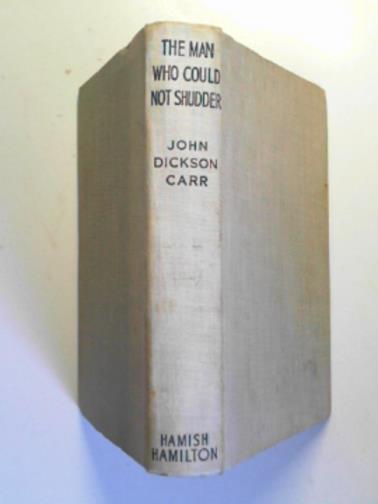 THE MAN
WHO COULD
NOT SHUDDER
JOHN
DICKSON
CARR
HAMISH
HAMILTON